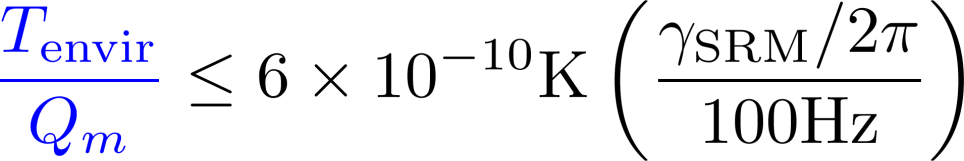 T_envir / Q_m ≤ 6 × 10^−10 K ( γ_SRM/2π / 100Hz )